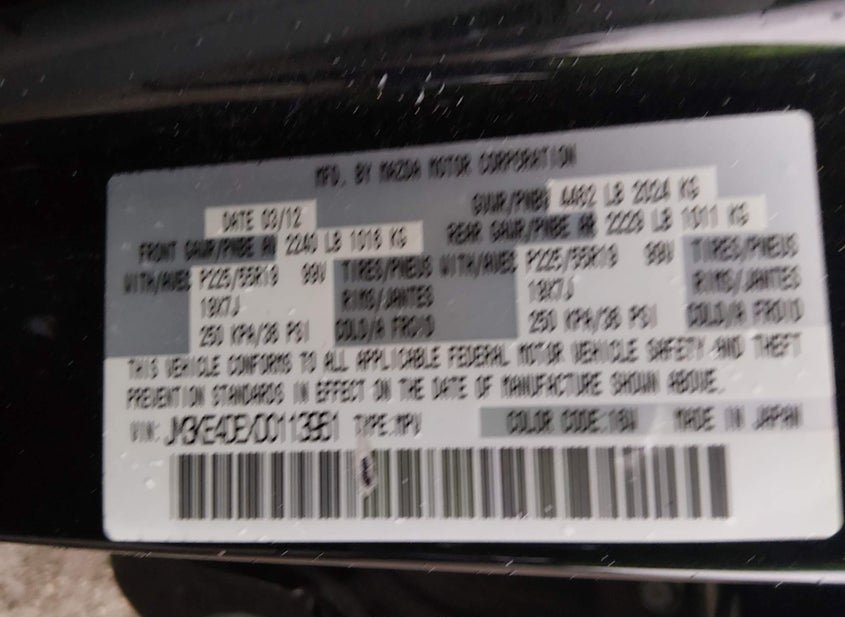 MFD. BY MAZDA MOTOR CORPORATION
DATE 03/12 GVWR/PNBV 4462 LB 2024 KG
FRONT GAWR/PNBE AV 2240 LB 1016 KG REAR GAWR/PNBE AR 2229 LB 1011 KG
WITH/AVEC P225/55R19 99V TIRES/PNEUS WITH/AVEC P225/55R19 99V TIRES/PNEUS
19X7J RIMS/JANTES 19X7J RIMS/JANTES
250 KPA/36 PSI COLD/A FROID 250 KPA/36 PSI COLD/A FROID
THIS VEHICLE CONFORMS TO ALL APPLICABLE FEDERAL MOTOR VEHICLE SAFETY AND THEFT
PREVENTION STANDARDS IN EFFECT ON THE DATE OF MANUFACTURE SHOWN ABOVE.
VIN: JM3KE4DEXD0113961 TYPE:MPV COLOR CODE:16W MADE IN JAPAN